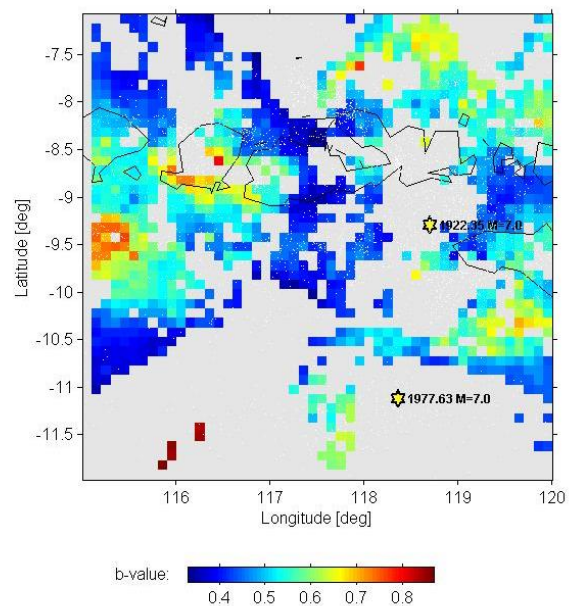 Latitude [deg]
-7.5
-8
-8.5
-9
-9.5
-10
-10.5
-11
-11.5
1922.35 M=7.0
1977.63 M=7.0
116 117 118 119 120
Longitude [deg]
b-value:
0.4 0.5 0.6 0.7 0.8